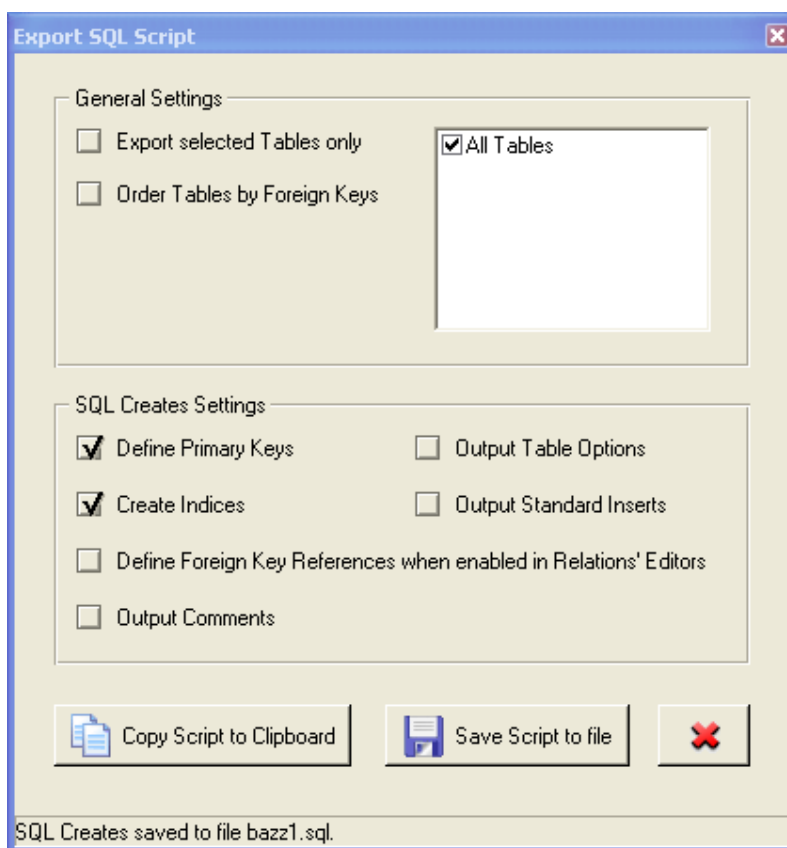 Export SQL Script
General Settings
Export selected Tables only
All Tables
Order Tables by Foreign Keys
SQL Creates Settings
Define Primary Keys
Output Table Options
Create Indices
Output Standard Inserts
Define Foreign Key References when enabled in Relations' Editors
Output Comments
Copy Script to Clipboard
Save Script to file
SQL Creates saved to file bazz1.sql.